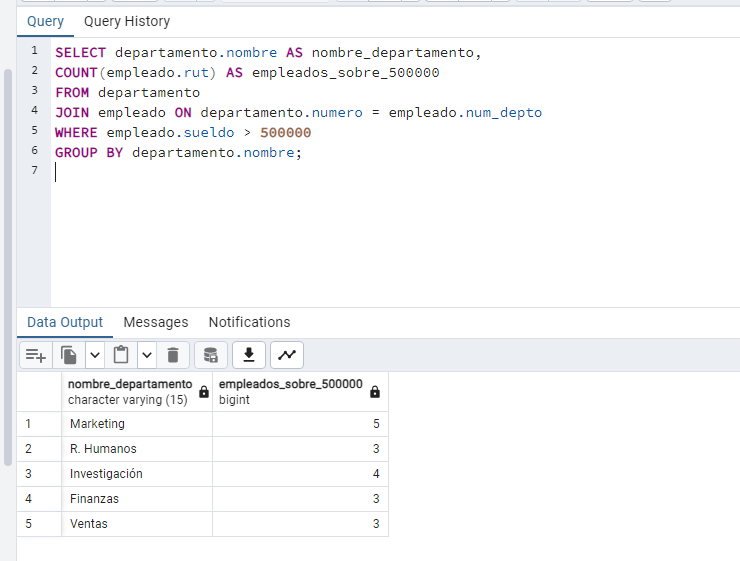 Query Query History
1 SELECT departamento.nombre AS nombre_departamento,
2 COUNT(empleado.rut) AS empleados_sobre_500000
3 FROM departamento
4 JOIN empleado ON departamento.numero = empleado.num_depto
5 WHERE empleado.sueldo > 500000
6 GROUP BY departamento.nombre;
7
Data Output Messages Notifications
nombre_departamento empleados_sobre_500000
character varying (15) bigint
1 Marketing 5
2 R. Humanos 3
3 Investigación 4
4 Finanzas 3
5 Ventas 3